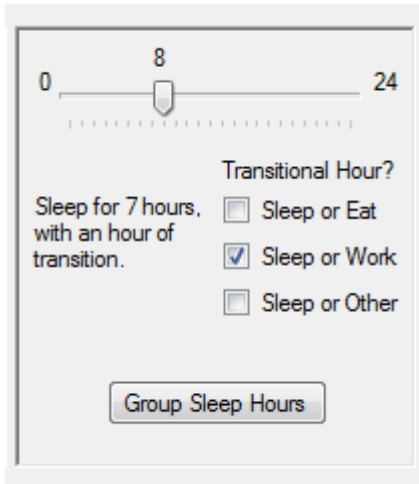 8
0 24
Transitional Hour?
Sleep for 7 hours,
with an hour of
transition.
Sleep or Eat
Sleep or Work
Sleep or Other
Group Sleep Hours